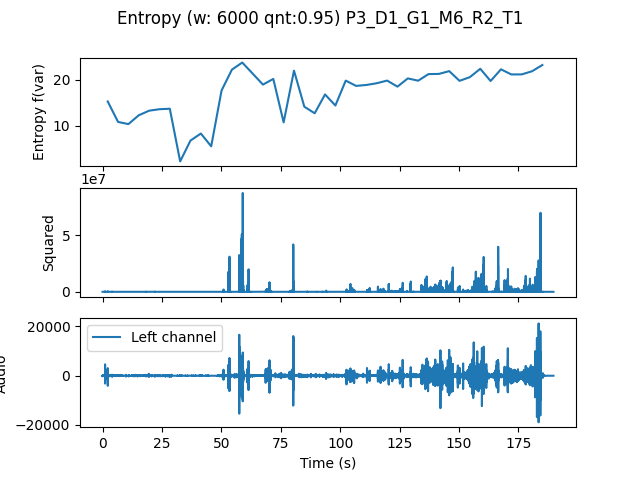 Entropy (w: 6000 qnt:0.95) P3_D1_G1_M6_R2_T1
Entropy f(var)
20
10
1e7
Squared
5
0
Audio
20000
0
−20000
Left channel
0
25
50
75
100
125
150
175
Time (s)